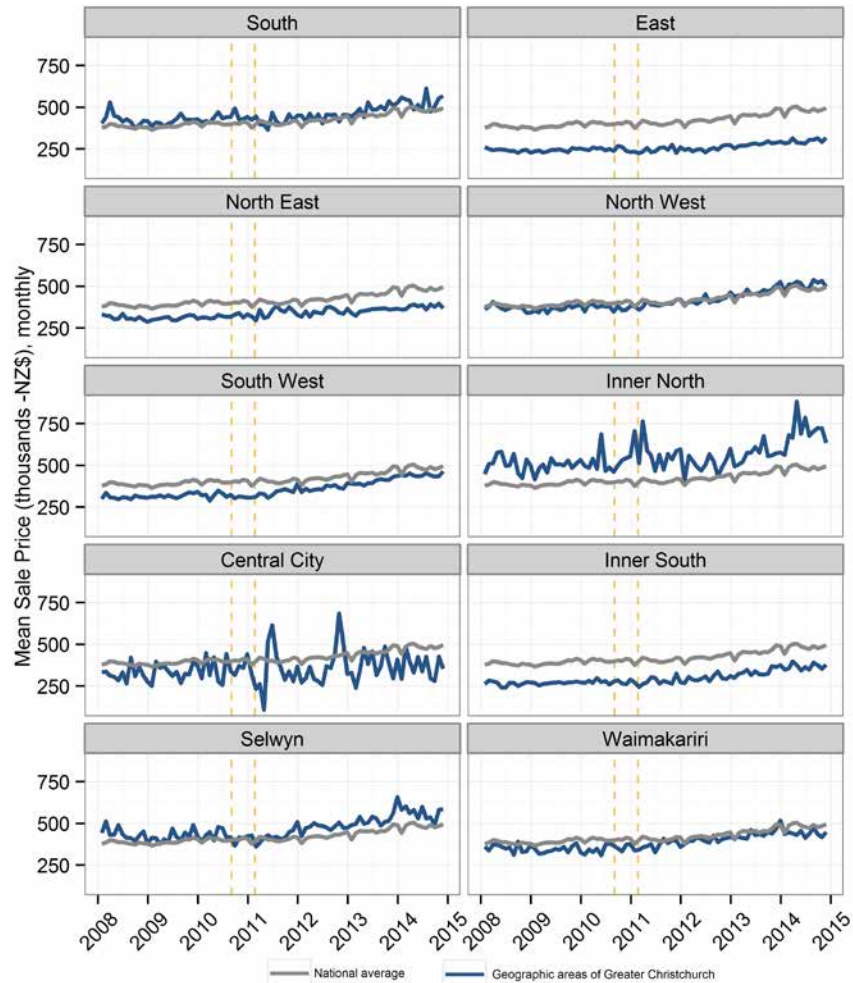 South
East
750
500
250
North East
North West
750
500
250
South West
Inner North
750
500
250
Central City
Inner South
750
500
250
Selwyn
Waimakariri
750
500
250
Mean Sale Price (thousands -NZ$), monthly
2008 2009 2010 2011 2012 2013 2014 2015
2008 2009 2010 2011 2012 2013 2014 2015
National average
Geographic areas of Greater Christchurch